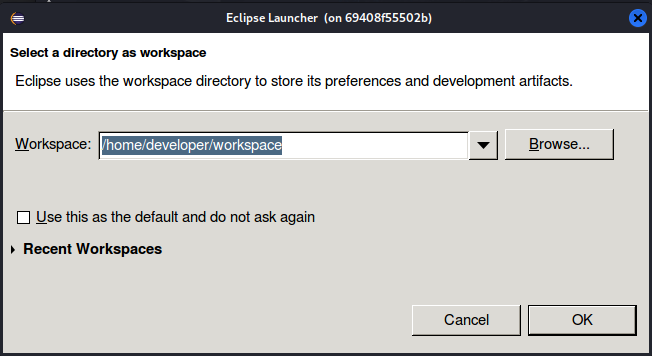 Eclipse Launcher (on 69408f55502b)
Select a directory as workspace
Eclipse uses the workspace directory to store its preferences and development artifacts.
Workspace: /home/developer/workspace Browse...
Use this as the default and do not ask again
Recent Workspaces
Cancel OK